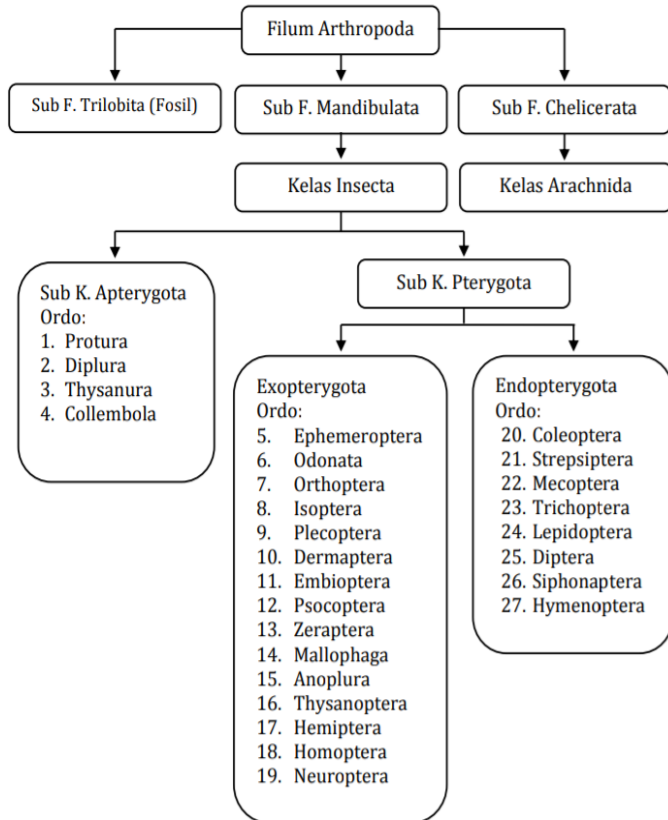 Filum Arthropoda
Sub F. Trilobita (Fosil)
Sub F. Mandibulata
Sub F. Chelicerata
Kelas Insecta
Kelas Arachnida
Sub K. Apterygota
Ordo:
1. Protura
2. Diplura
3. Thysanura
4. Collembola
Sub K. Pterygota
Exopterygota
Ordo:
5. Ephemeroptera
6. Odonata
7. Orthoptera
8. Isoptera
9. Plecoptera
10. Dermaptera
11. Embioptera
12. Psocoptera
13. Zeraptera
14. Mallophaga
15. Anoplura
16. Thysanoptera
17. Hemiptera
18. Homoptera
19. Neuroptera
Endopterygota
Ordo:
20. Coleoptera
21. Strepsiptera
22. Mecoptera
23. Trichoptera
24. Lepidoptera
25. Diptera
26. Siphonaptera
27. Hymenoptera